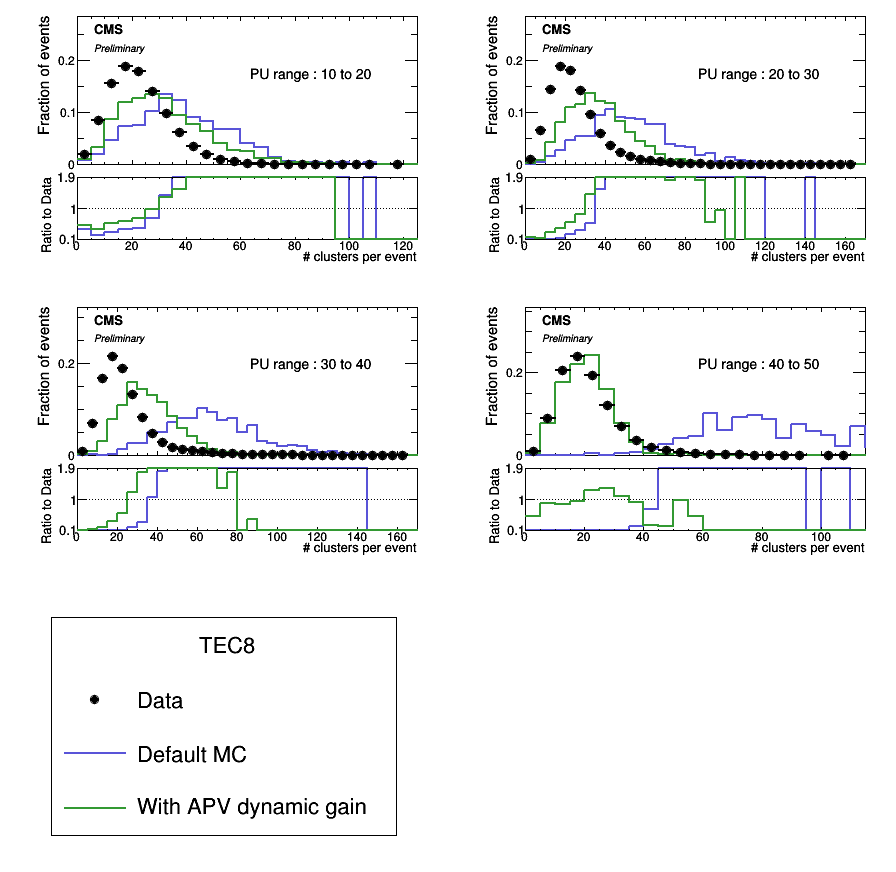 CMS
Preliminary
PU range : 10 to 20
Fraction of events
0.2
0.1
0
Ratio to Data
1.9
1
0.1
0 20 40 60 80 100 120
# clusters per event
CMS
Preliminary
PU range : 20 to 30
Fraction of events
0.2
0.1
0
Ratio to Data
1.9
1
0.1
0 20 40 60 80 100 120 140 160
# clusters per event
CMS
Preliminary
PU range : 30 to 40
Fraction of events
0.2
0
Ratio to Data
1.9
1
0.1
0 20 40 60 80 100 120 140 160
# clusters per event
CMS
Preliminary
PU range : 40 to 50
Fraction of events
0.2
0
Ratio to Data
1.9
1
0.1
0 20 40 60 80 100
# clusters per event
TEC8
Data
Default MC
With APV dynamic gain